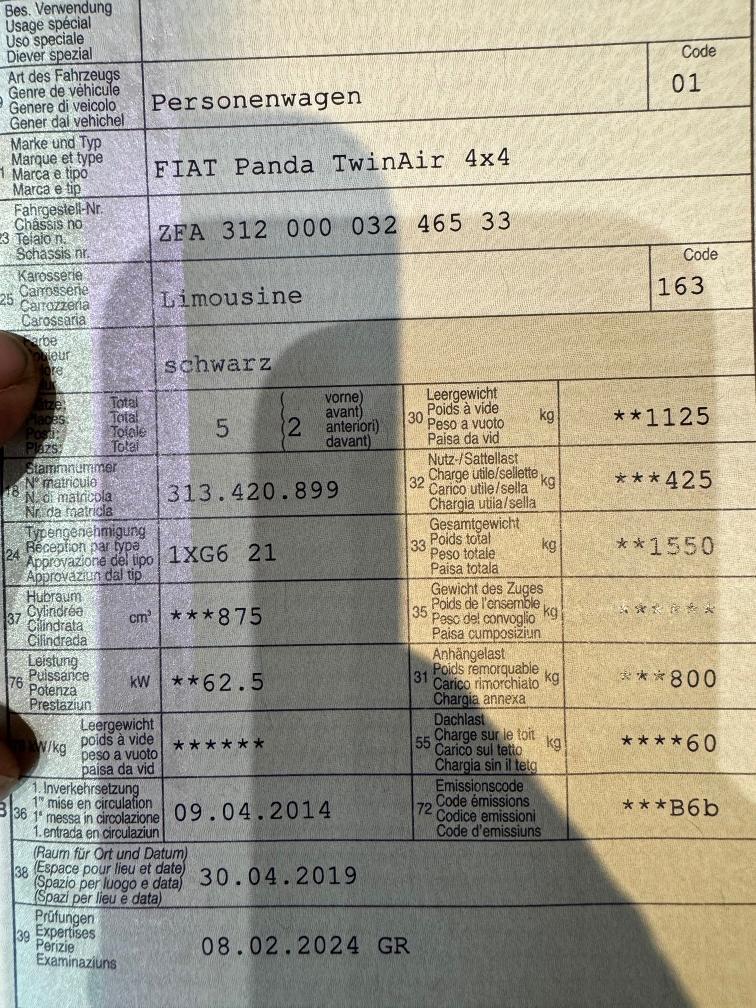 Bes. Verwendung
Usage spécial
Uso speciale
Diever spezial
Art des Fahrzeugs
Genre de véhicule
Genere di veicolo
Gener dal vehichel
Personenwagen
Code
01
Marke und Typ
Marque et type
Marca e tipo
Marca e tip
FIAT Panda TwinAir 4x4
23
Fahrgestell-Nr.
Châssis no
Telaio n.
Schassis nr.
ZFA 312 000 032 465 33
25
Karosserie
Carrosserie
Carrozzeria
Carossaria
Limousine
Code
163
schwarz
Total
Total
Totale
Total
5
2
vorne)
avant)
anteriori)
davant)
30
Leergewicht
Poids à vide
Peso a vuoto
Paisa da vid
kg
**1125
18
Stammnummer
N° matricule
N. di matricola
Nr. da matricla
313.420.899
32
Nutz-/Sattellast
Charge utile/sellette
Carico utile/sella
Chargia utila/sella
kg
***425
24
Typengenehmigung
Réception par type
Approvazione del tipo
Approvaziun dal tip
1XG6 21
33
Gesamtgewicht
Poids total
Peso totale
Paisa totala
kg
**1550
37
Hubraum
Cylindrée
Cilindrata
Cilindrada
cm³
***875
35
Gewicht des Zuges
Poids de l'ensemble
Peso del convoglio
Paisa cumposiziun
kg
******
76
Leistung
Puissance
Potenza
Prestaziun
kW
**62.5
31
Anhängelast
Poids remorquable
Carico rimorchiato
Chargia annexa
kg
***800
kW/kg
Leergewicht
poids à vide
peso a vuoto
paisa da vid
******
55
Dachlast
Charge sur le toit
Carico sul tetto
Chargia sin il tetg
kg
****60
36
1. Inverkehrsetzung
1re mise en circulation
1a messa in circolazione
1. entrada en circulaziun
09.04.2014
72
Emissionscode
Code émissions
Codice emissioni
Code d'emissiuns
***B6b
38
(Raum für Ort und Datum)
(Espace pour lieu et date)
(Spazio per luogo e data)
(Spazi per lieu e data)
30.04.2019
39
Prüfungen
Expertises
Perizie
Examinaziuns
08.02.2024 GR